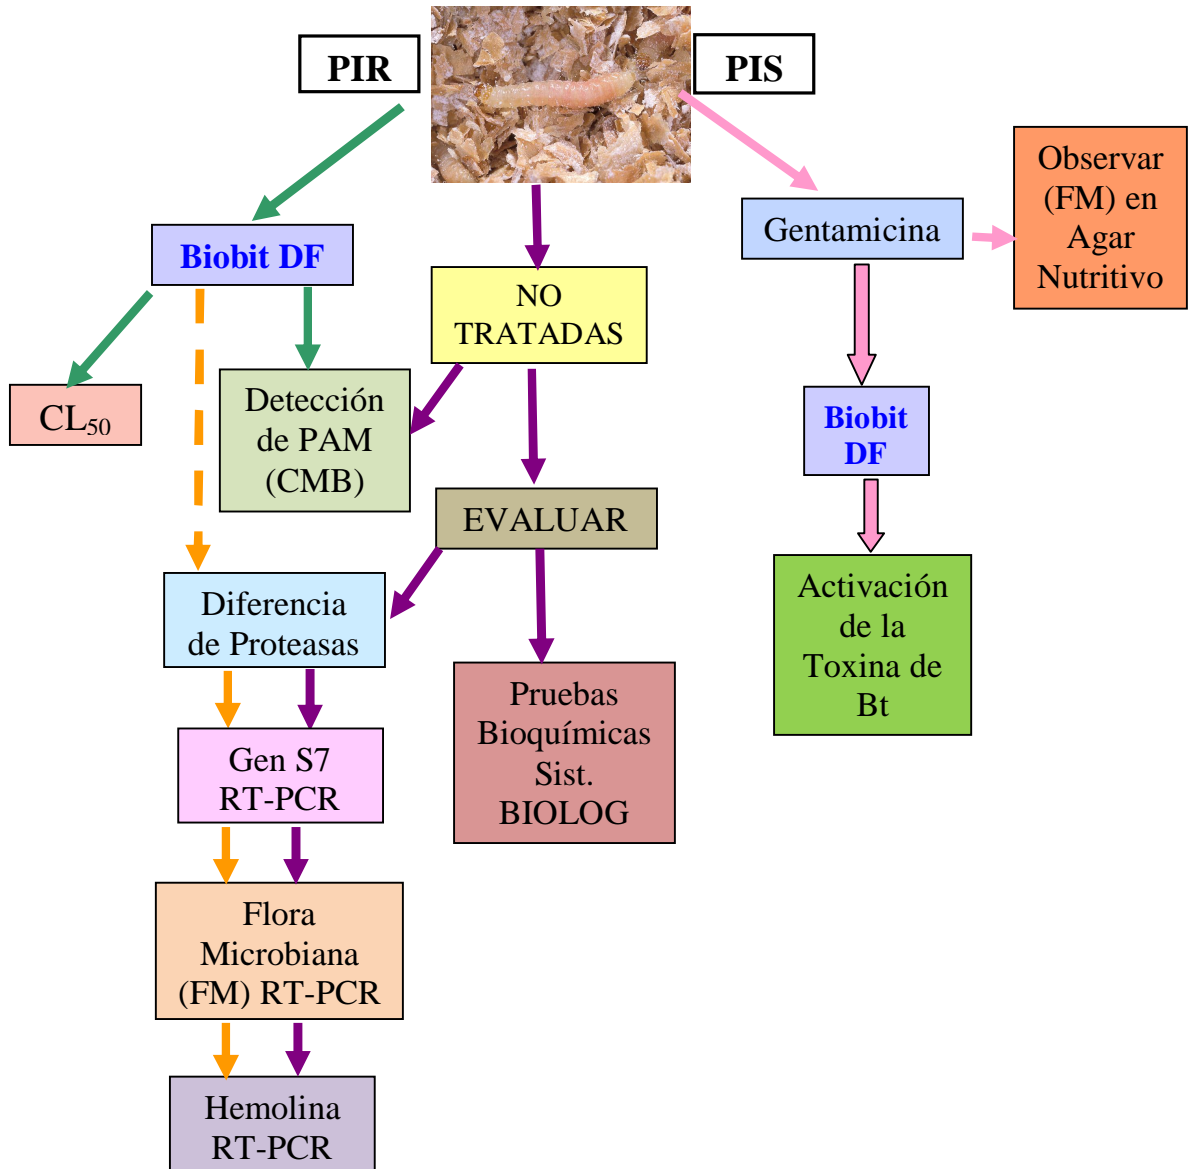 PIR
PIS
Observar
(FM) en
Agar
Nutritivo
Gentamicina
Biobit DF
NO
TRATADAS
CL₅₀
Detección
de PAM
(CMB)
Biobit
DF
EVALUAR
Diferencia
de Proteasas
Activación
de la
Toxina de
Bt
Pruebas
Bioquímicas
Sist.
BIOLOG
Gen S7
RT-PCR
Flora
Microbiana
(FM) RT-PCR
Hemolina
RT-PCR